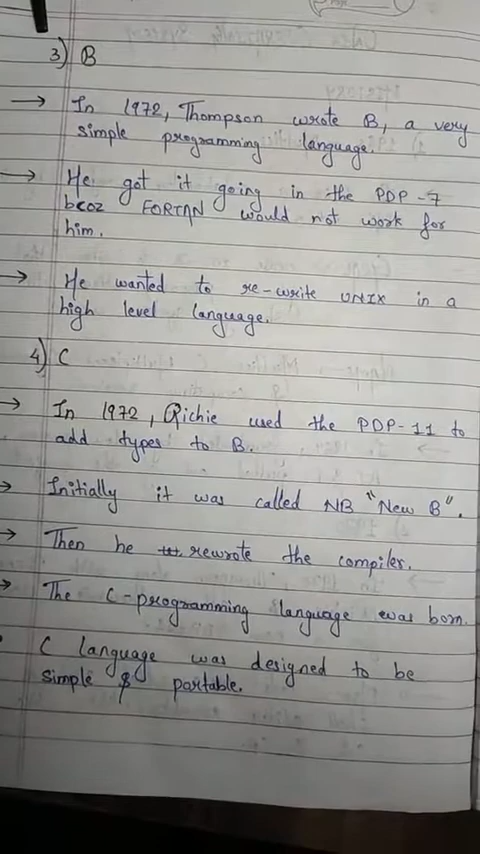 3) B
→ In 1972, Thompson wrote B, a very
simple programming language.
→ He got it going in the PDP-7
bcoz FORTAN would not work for
him.
→ He wanted to re-write UNIX in a
high level language.
4) C
→ In 1972, Richie used the PDP-11 to
add types to B.
→ Initially it was called NB "New B".
→ Then he rewrote the compiler.
→ The C-programming language was born.
C language was designed to be
simple & portable.